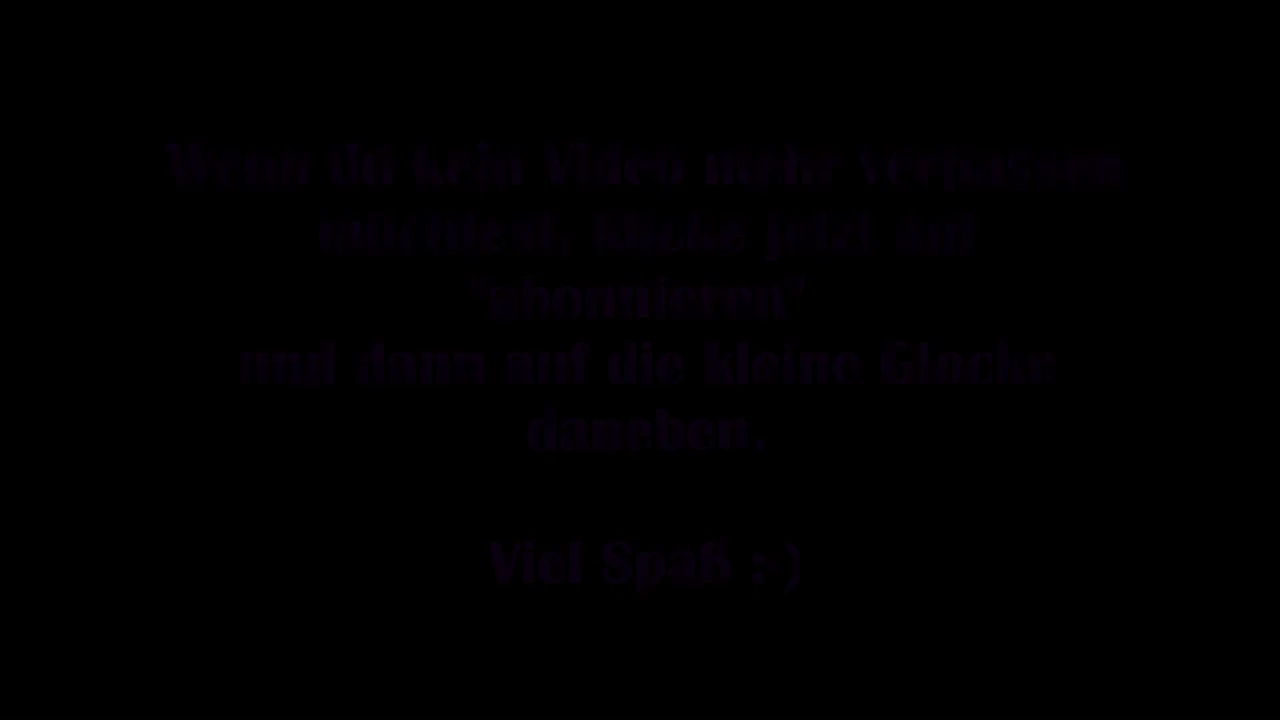 Wenn du kein Video mehr verpassen
möchtest, klicke jetzt auf
"abonnieren"
und dann auf die kleine Glocke
daneben.
Viel Spaß :-)